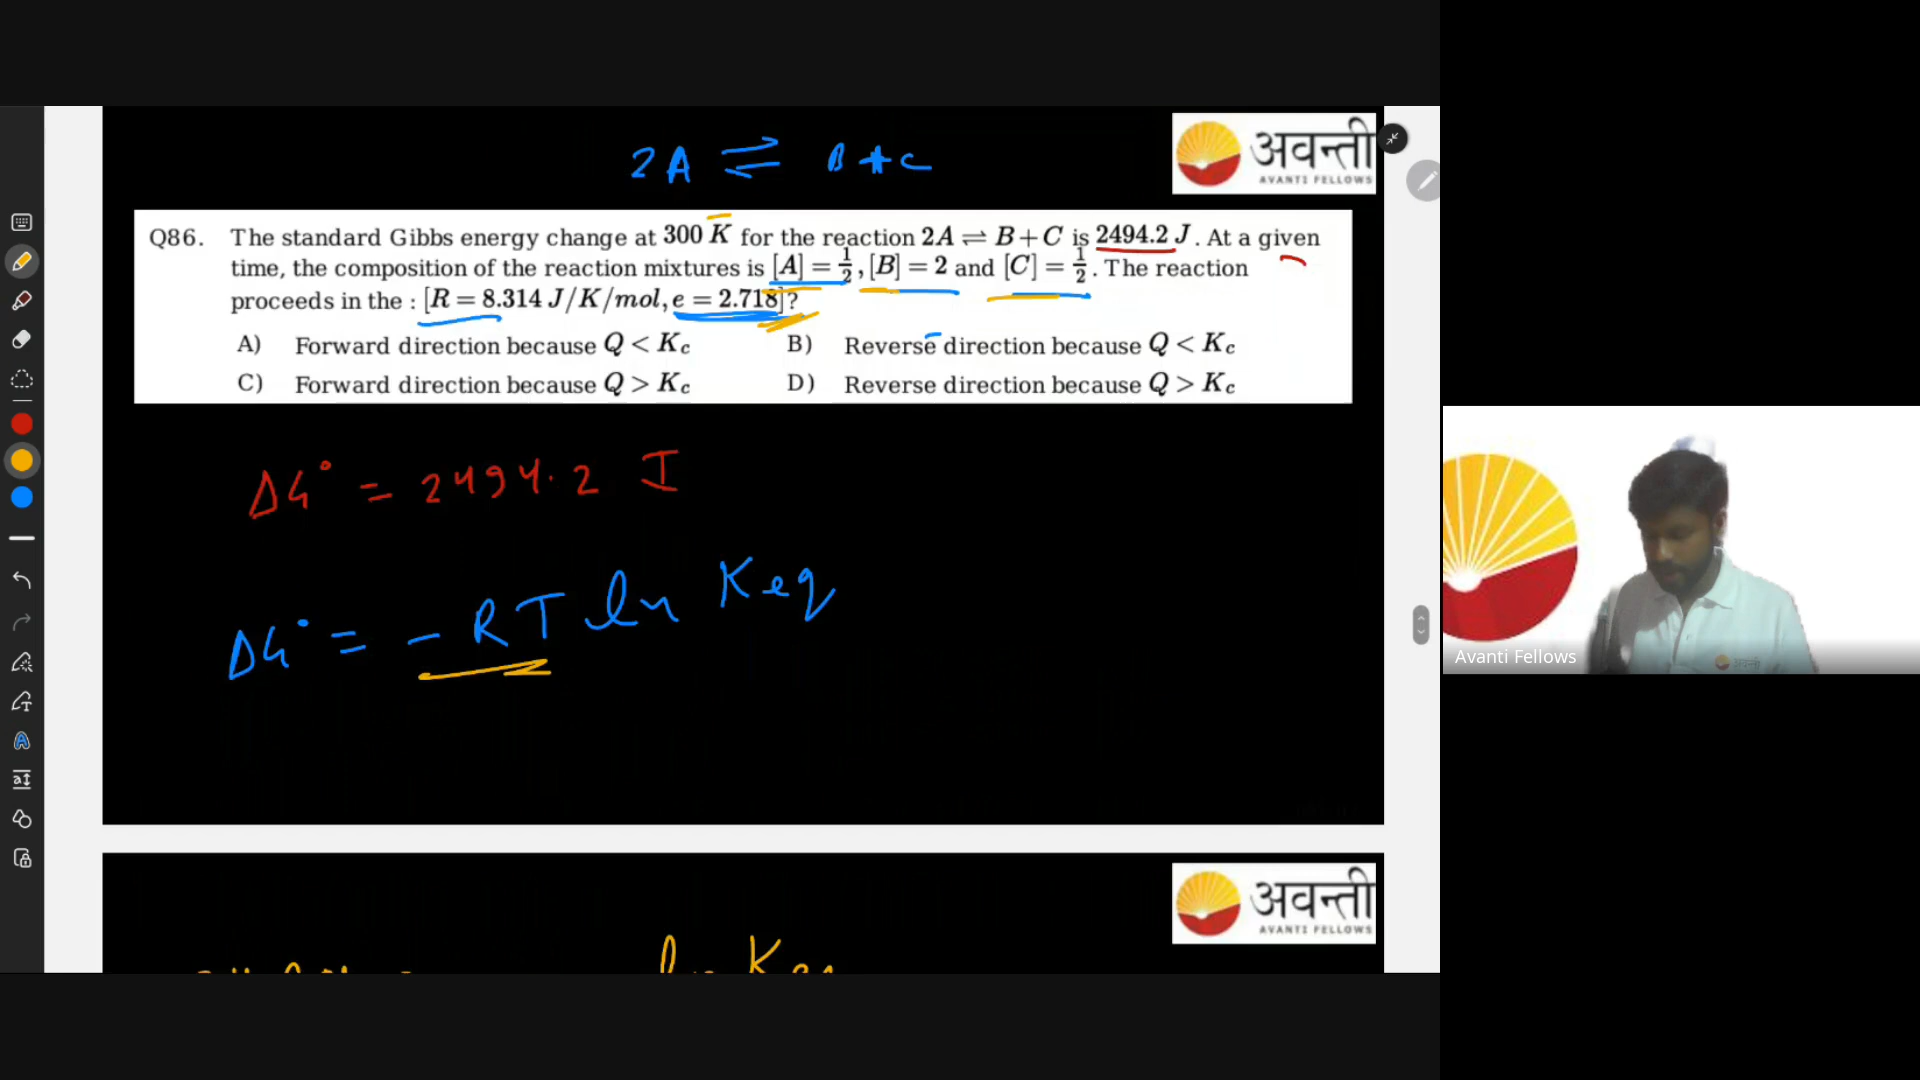 2A ⇌ B + C
अवन्ती
AVANTI FELLOWS
Q86. The standard Gibbs energy change at 300 K for the reaction 2A ⇌ B + C is 2494.2 J. At a given
time, the composition of the reaction mixtures is [A] = 1/2, [B] = 2 and [C] = 1/2. The reaction
proceeds in the : [R = 8.314 J/K/mol, e = 2.718]?
A) Forward direction because Q < Kc B) Reverse direction because Q < Kc
C) Forward direction because Q > Kc D) Reverse direction because Q > Kc
ΔG° = 2494.2 J
ΔG° = - RT ln Keq
Avanti Fellows
अवन्ती
AVANTI FELLOWS
ln Keq